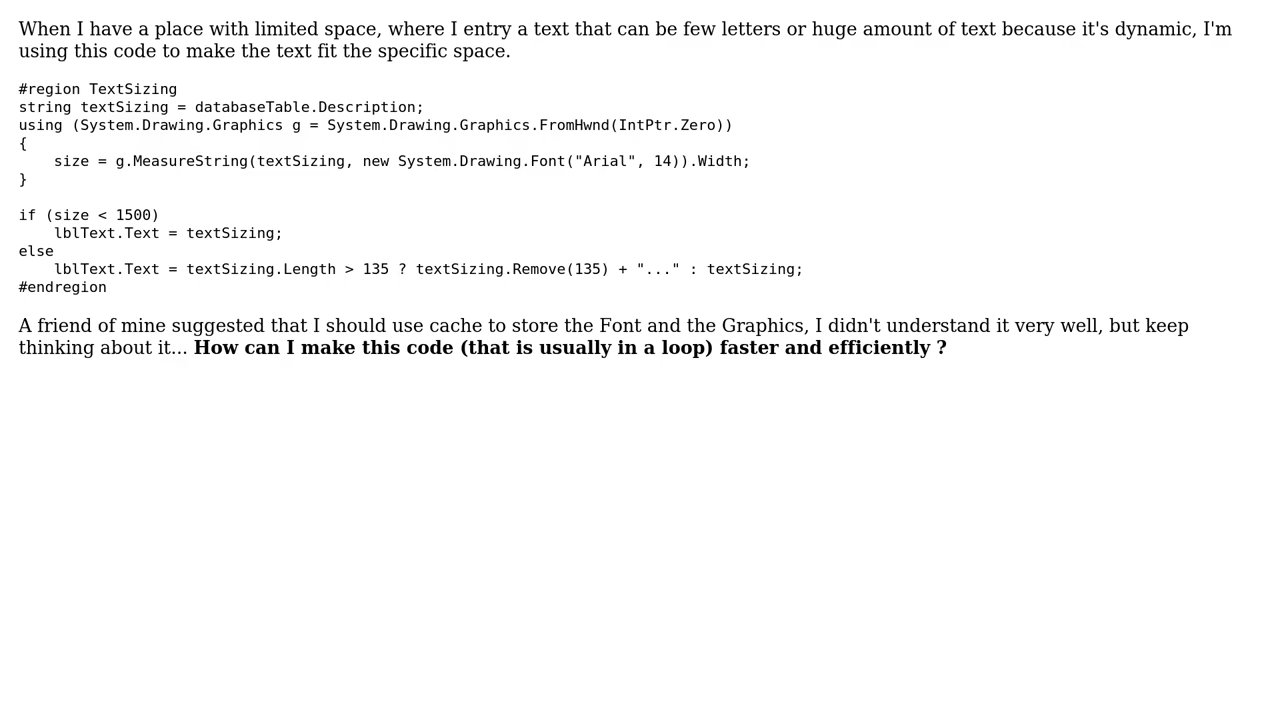 When I have a place with limited space, where I entry a text that can be few letters or huge amount of text because it's dynamic, I'm
using this code to make the text fit the specific space.
#region TextSizing
string textSizing = databaseTable.Description;
using (System.Drawing.Graphics g = System.Drawing.Graphics.FromHwnd(IntPtr.Zero))
{
    size = g.MeasureString(textSizing, new System.Drawing.Font("Arial", 14)).Width;
}
if (size < 1500)
    lblText.Text = textSizing;
else
    lblText.Text = textSizing.Length > 135 ? textSizing.Remove(135) + "..." : textSizing;
#endregion
A friend of mine suggested that I should use cache to store the Font and the Graphics, I didn't understand it very well, but keep
thinking about it... How can I make this code (that is usually in a loop) faster and efficiently ?